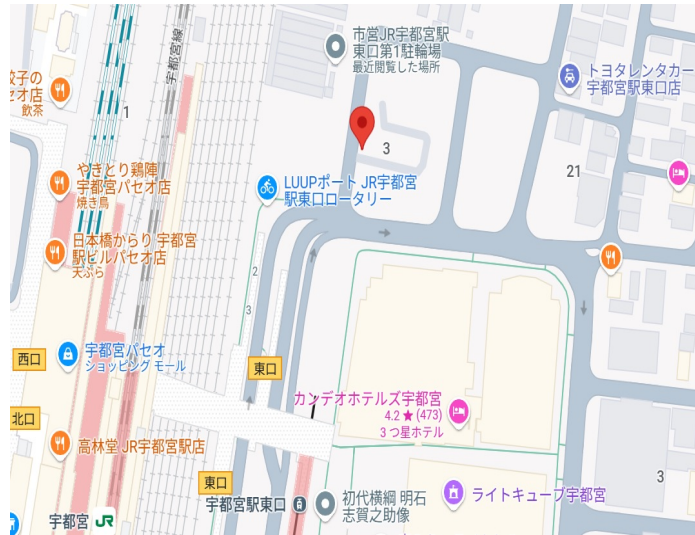 市営JR宇都宮駅
東口第1駐輪場
最近閲覧した場所
トヨタレンタカー
宇都宮駅東口店
餃子の
ゼオ店
飲茶
1
宇都宮線
3
21
やきとり鶏陣
宇都宮パセオ店
焼き鳥
LUUPポート JR宇都宮
駅東口ロータリー
日本橋からり 宇都宮
駅ビルパセオ店
天ぷら
2
3
西口
宇都宮パセオ
ショッピング モール
東口
カンデオホテルズ宇都宮
4.2 ★ (473)
3 つ星ホテル
北口
高林堂 JR宇都宮駅店
東口
宇都宮駅東口
初代横綱 明石
志賀之助像
ライトキューブ宇都宮
3
宇都宮 JR